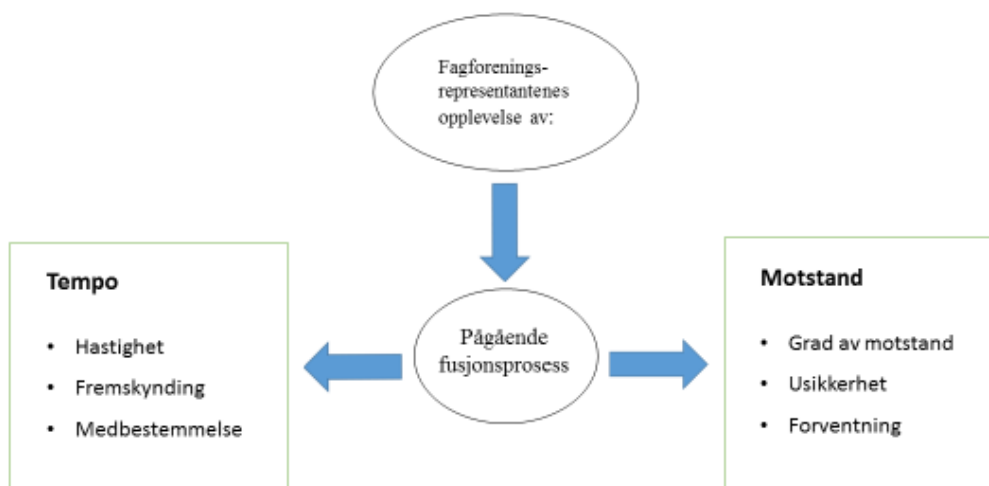 Fagforenings-
representantenes
opplevelse av:
Tempo
• Hastighet
• Fremskynding
• Medbestemmelse
Pågående
fusjonsprosess
Motstand
• Grad av motstand
• Usikkerhet
• Forventning